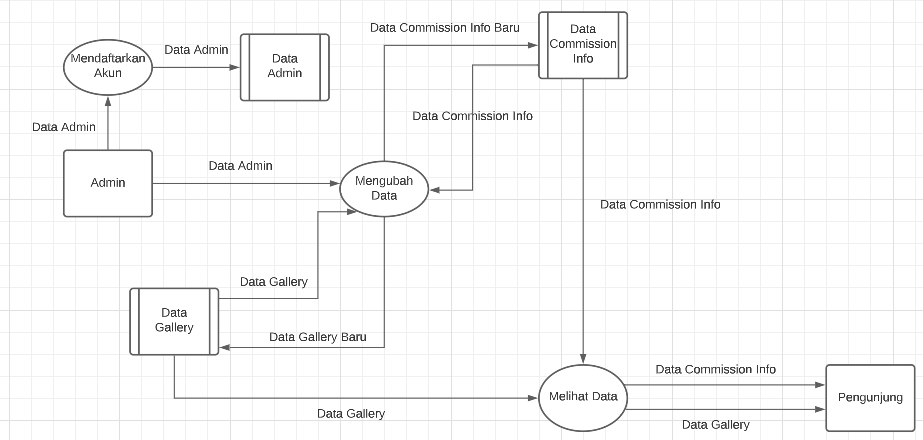 Data Commission Info Baru
Data
Commission
Info
Mendaftarkan
Akun
Data Admin
Data
Admin
Data Commission Info
Data Admin
Admin
Data Admin
Mengubah
Data
Data Commission Info
Data Gallery
Data
Gallery
Data Gallery Baru
Data Commission Info
Melihat Data
Pengunjung
Data Gallery
Data Gallery